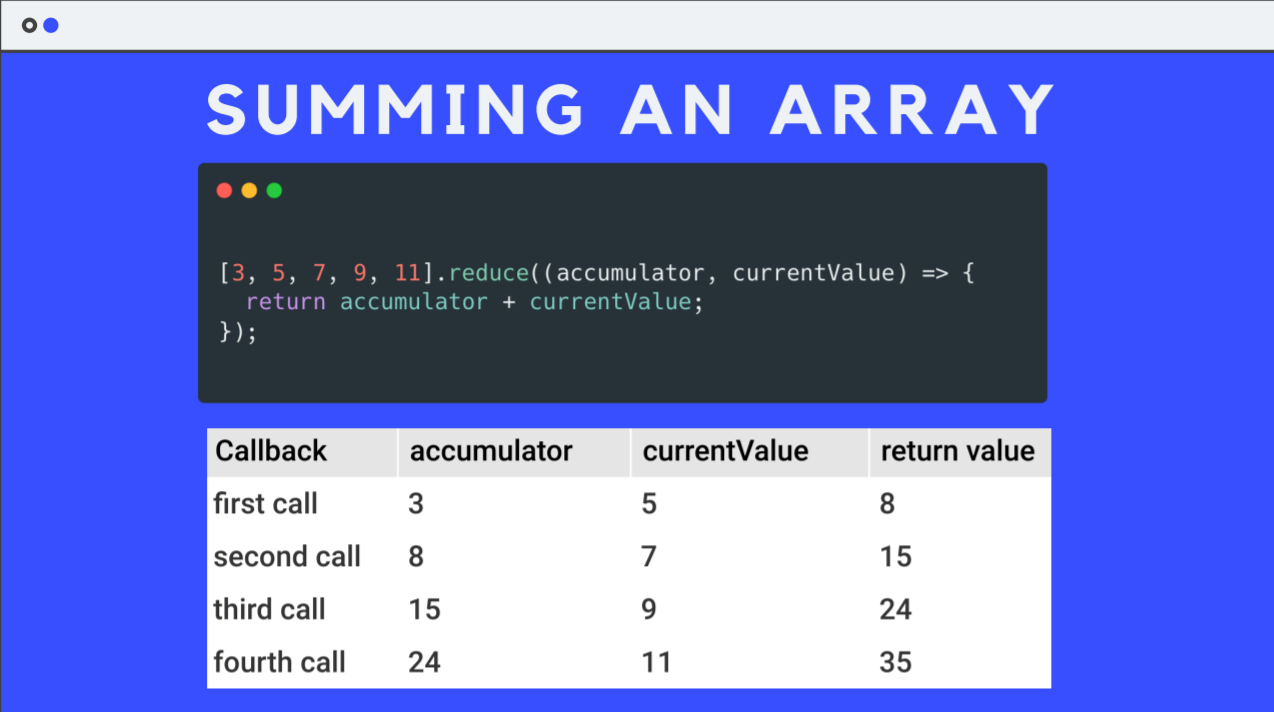 SUMMING AN ARRAY
[3, 5, 7, 9, 11].reduce((accumulator, currentValue) => {
  return accumulator + currentValue;
});
Callback accumulator currentValue return value
first call 3 5 8
second call 8 7 15
third call 15 9 24
fourth call 24 11 35